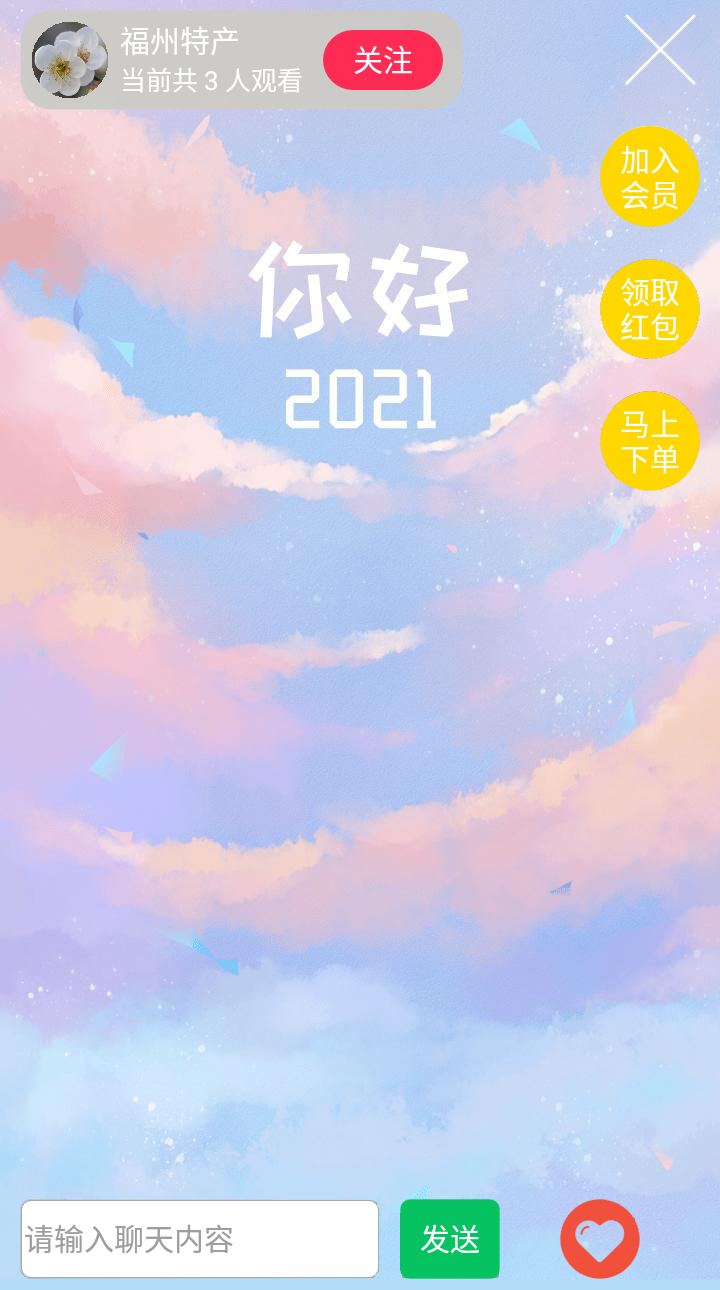 福州特产
当前共 3 人观看
关注
加入
会员
你好
领取
红包
2021
马上
下单
请输入聊天内容
发送